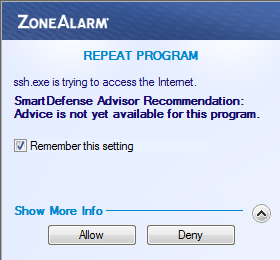 ZONEALARM®
REPEAT PROGRAM
ssh.exe is trying to access the Internet.
SmartDefense Advisor Recommendation:
Advice is not yet available for this program.
Remember this setting
Show More Info
Allow Deny